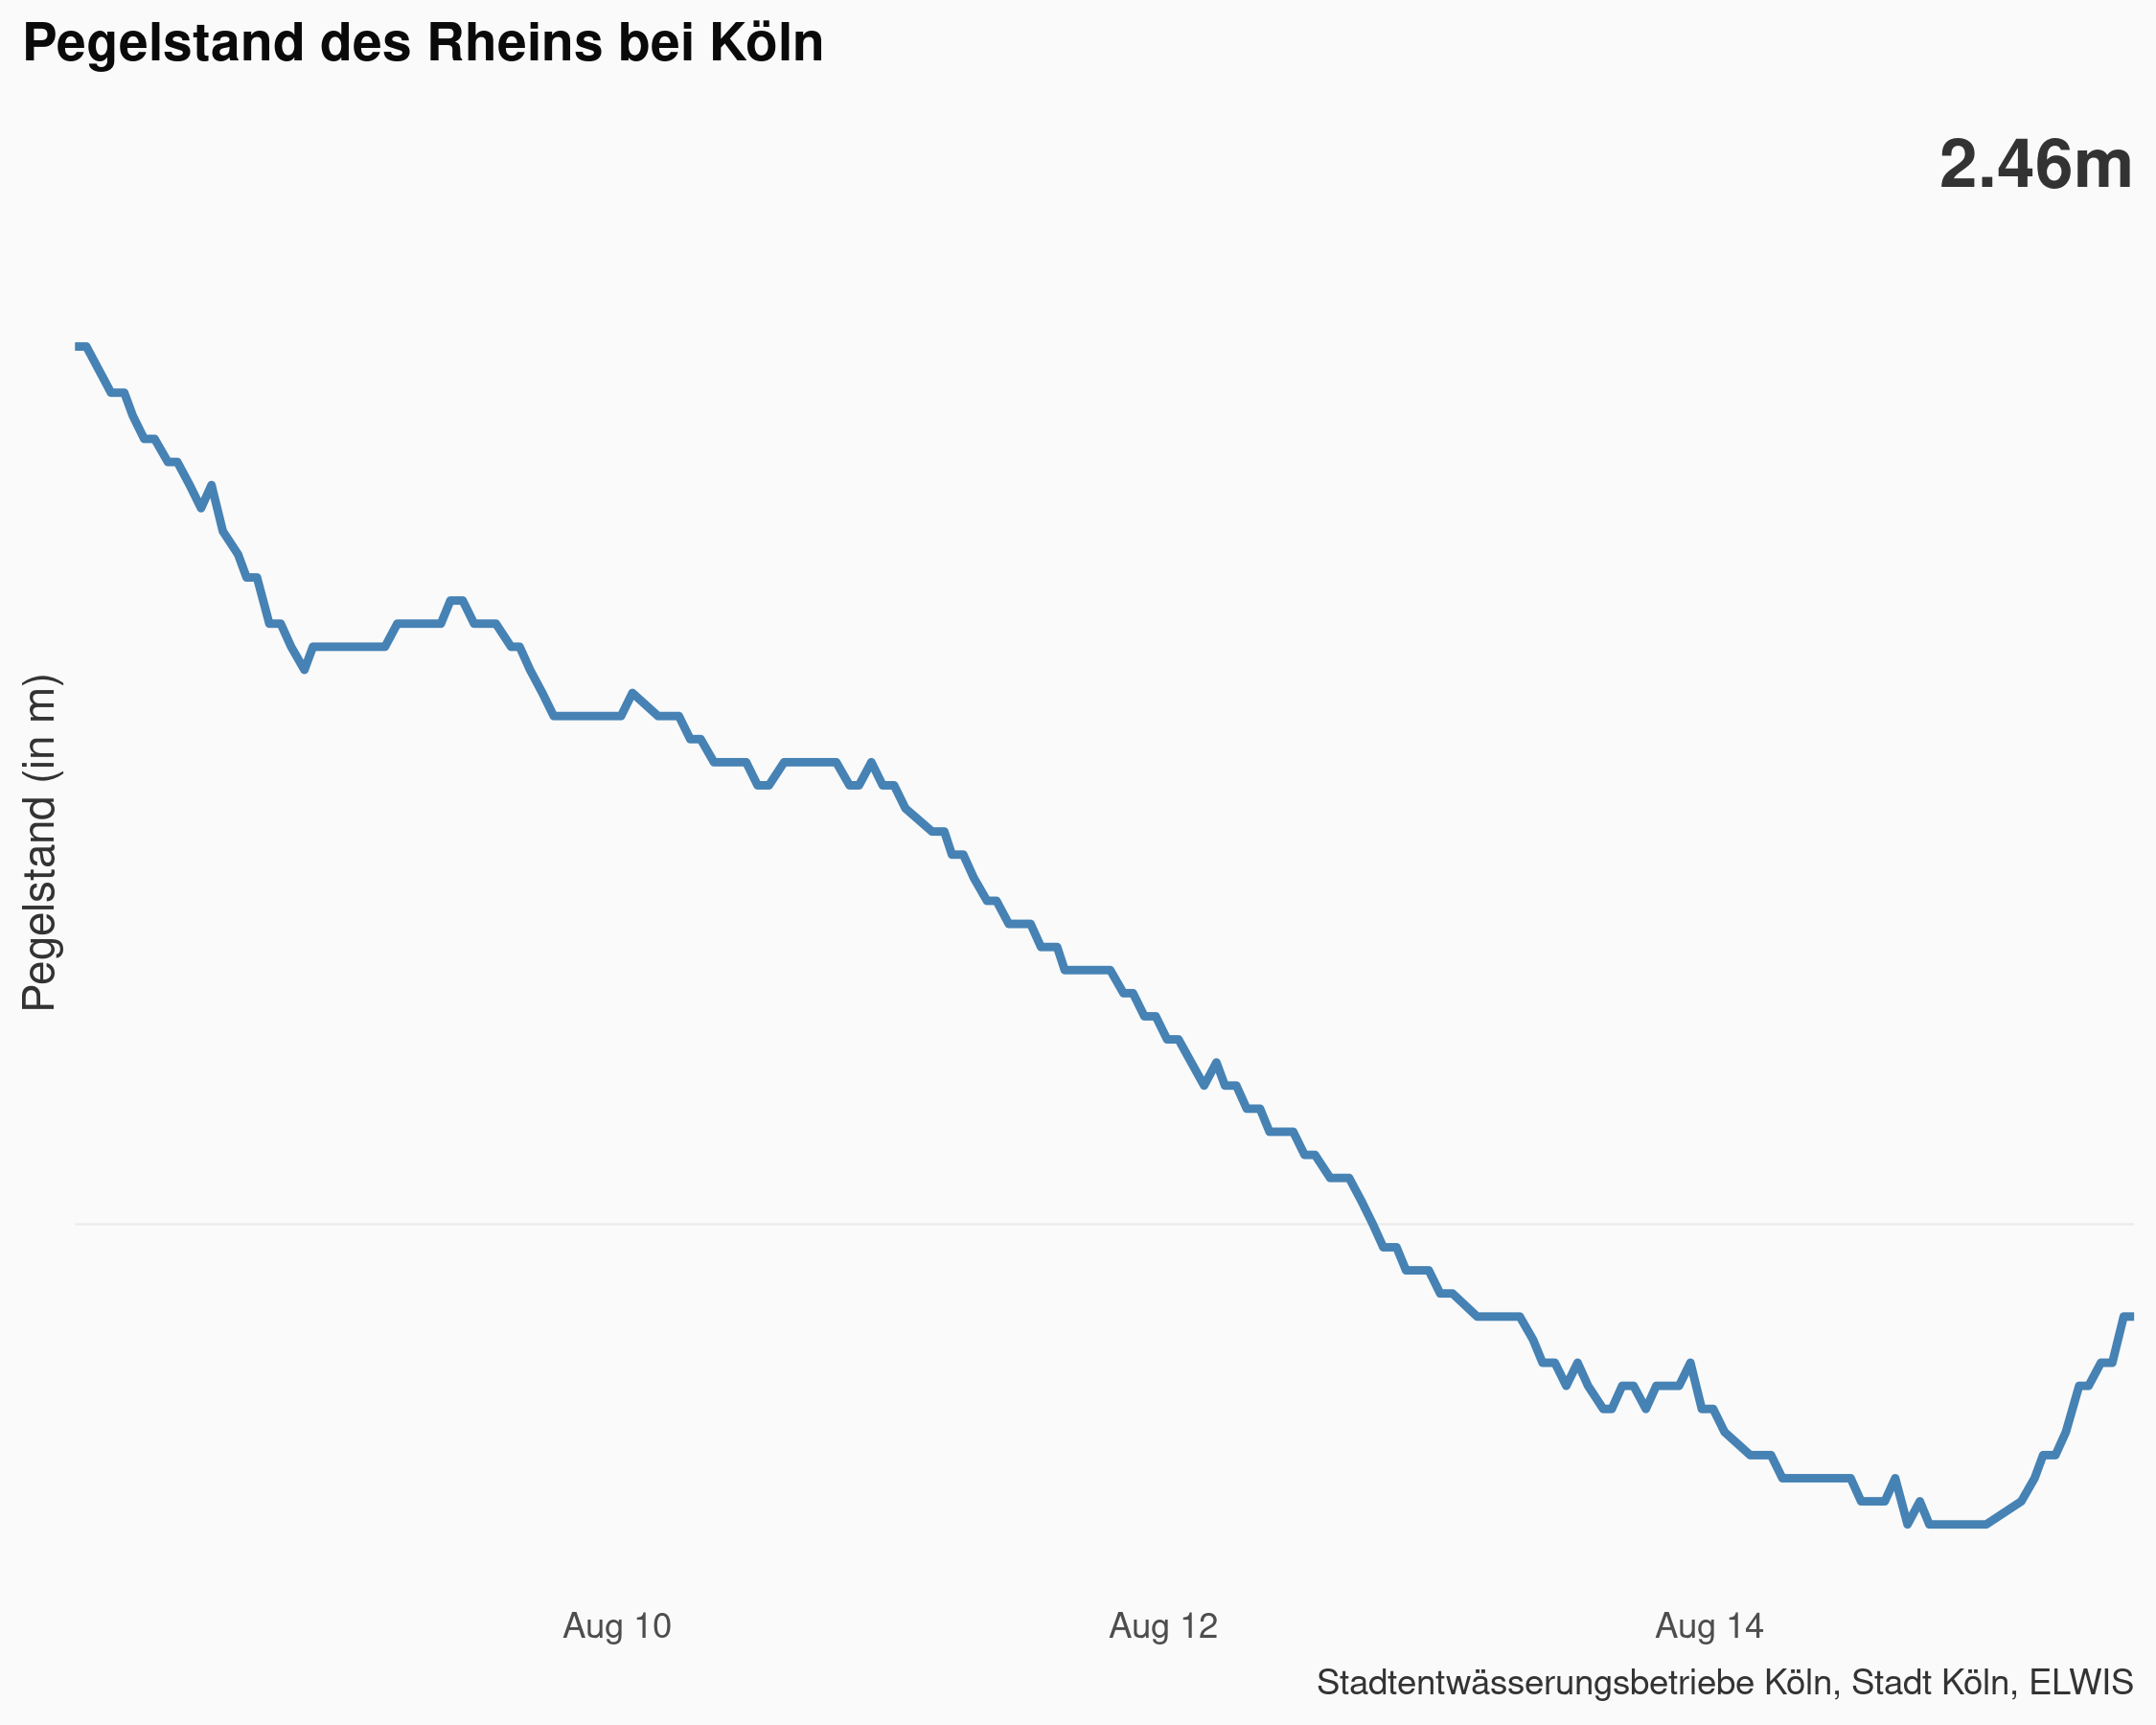 Pegelstand des Rheins bei Köln
2.46m
Pegelstand (in m)
Aug 10
Aug 12
Aug 14
Stadtentwässerungsbetriebe Köln, Stadt Köln, ELWIS